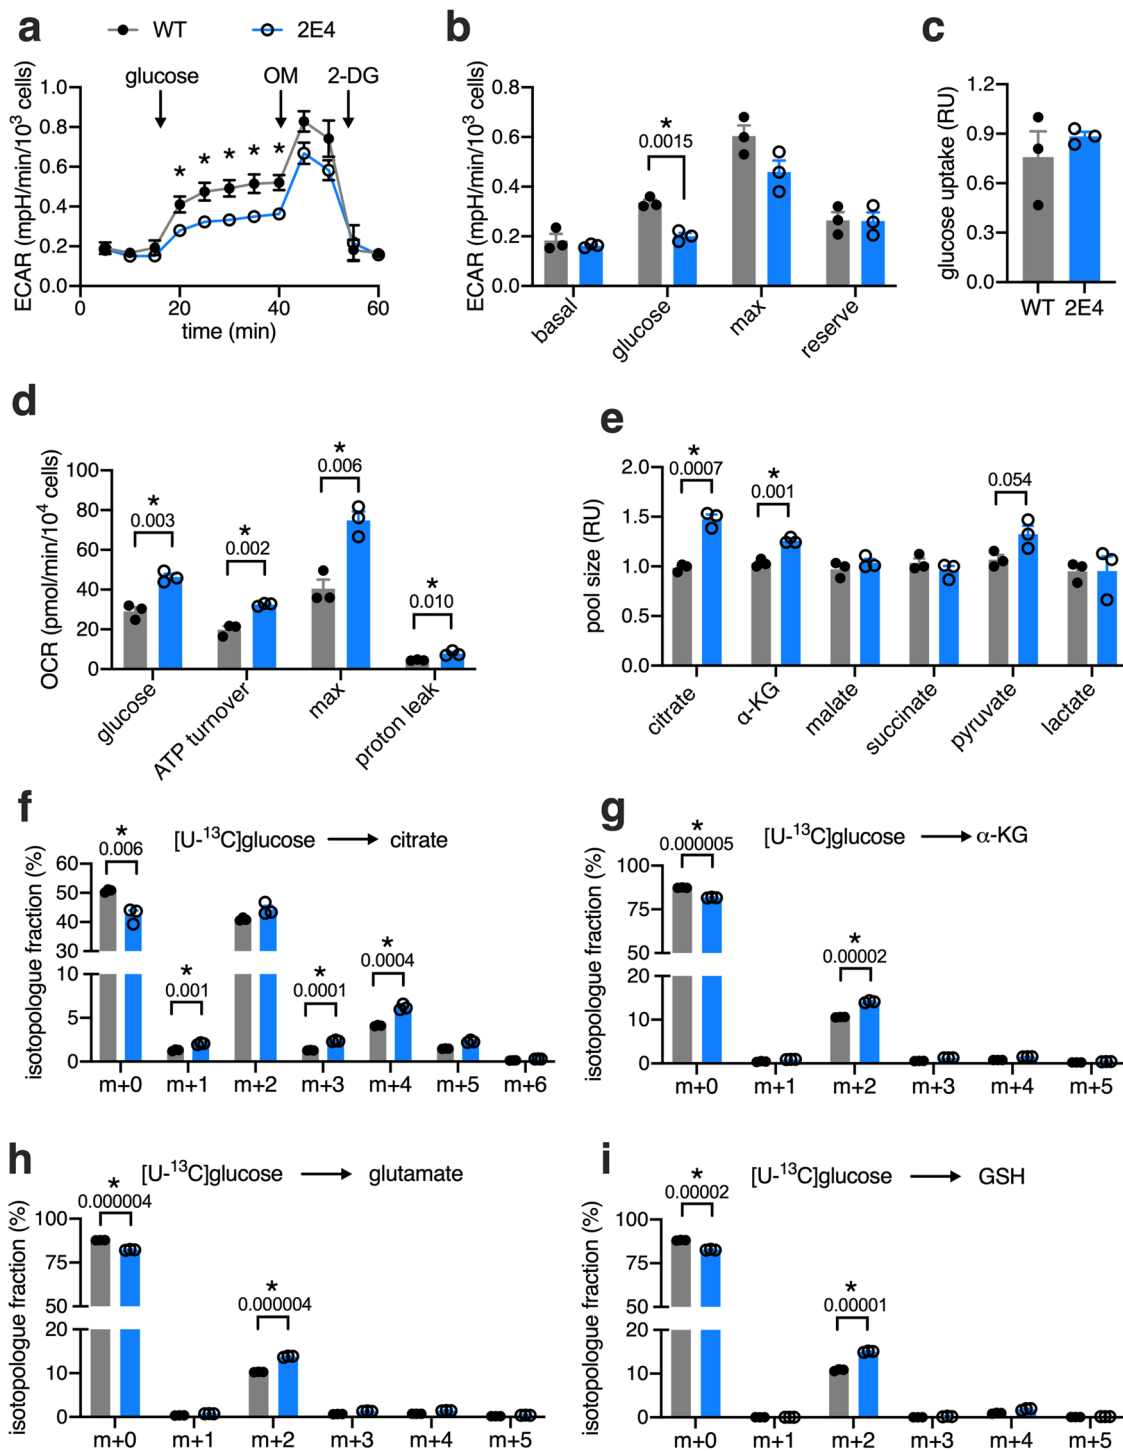 a
WT
2E4
glucose
OM
2-DG
ECAR (mpH/min/10³ cells)
1.0
0.8
0.6
0.4
0.2
0.0
* * * * *
0
20
40
60
time (min)
b
ECAR (mpH/min/10³ cells)
0.8
0.6
0.4
0.2
0.0
*
0.0015
basal
glucose
max
reserve
c
glucose uptake (RU)
1.2
0.9
0.6
0.3
0.0
WT 2E4
d
OCR (pmol/min/10⁴ cells)
100
80
60
40
20
0
*
0.003
*
0.002
*
0.006
*
0.010
glucose
ATP turnover
max
proton leak
e
pool size (RU)
2.0
1.5
1.0
0.5
0.0
*
0.0007
*
0.001
0.054
citrate
α-KG
malate
succinate
pyruvate
lactate
f
[U-¹³C]glucose → citrate
isotopologue fraction (%)
60
50
40
30
10
5
0
*
0.006
*
0.001
*
0.0001
*
0.0004
m+0 m+1 m+2 m+3 m+4 m+5 m+6
g
[U-¹³C]glucose → α-KG
isotopologue fraction (%)
100
75
50
20
10
0
*
0.000005
*
0.00002
m+0 m+1 m+2 m+3 m+4 m+5
h
[U-¹³C]glucose → glutamate
isotopologue fraction (%)
100
75
50
20
10
0
*
0.000004
*
0.000004
m+0 m+1 m+2 m+3 m+4 m+5
i
[U-¹³C]glucose → GSH
isotopologue fraction (%)
100
75
50
20
10
0
*
0.00002
*
0.00001
m+0 m+1 m+2 m+3 m+4 m+5